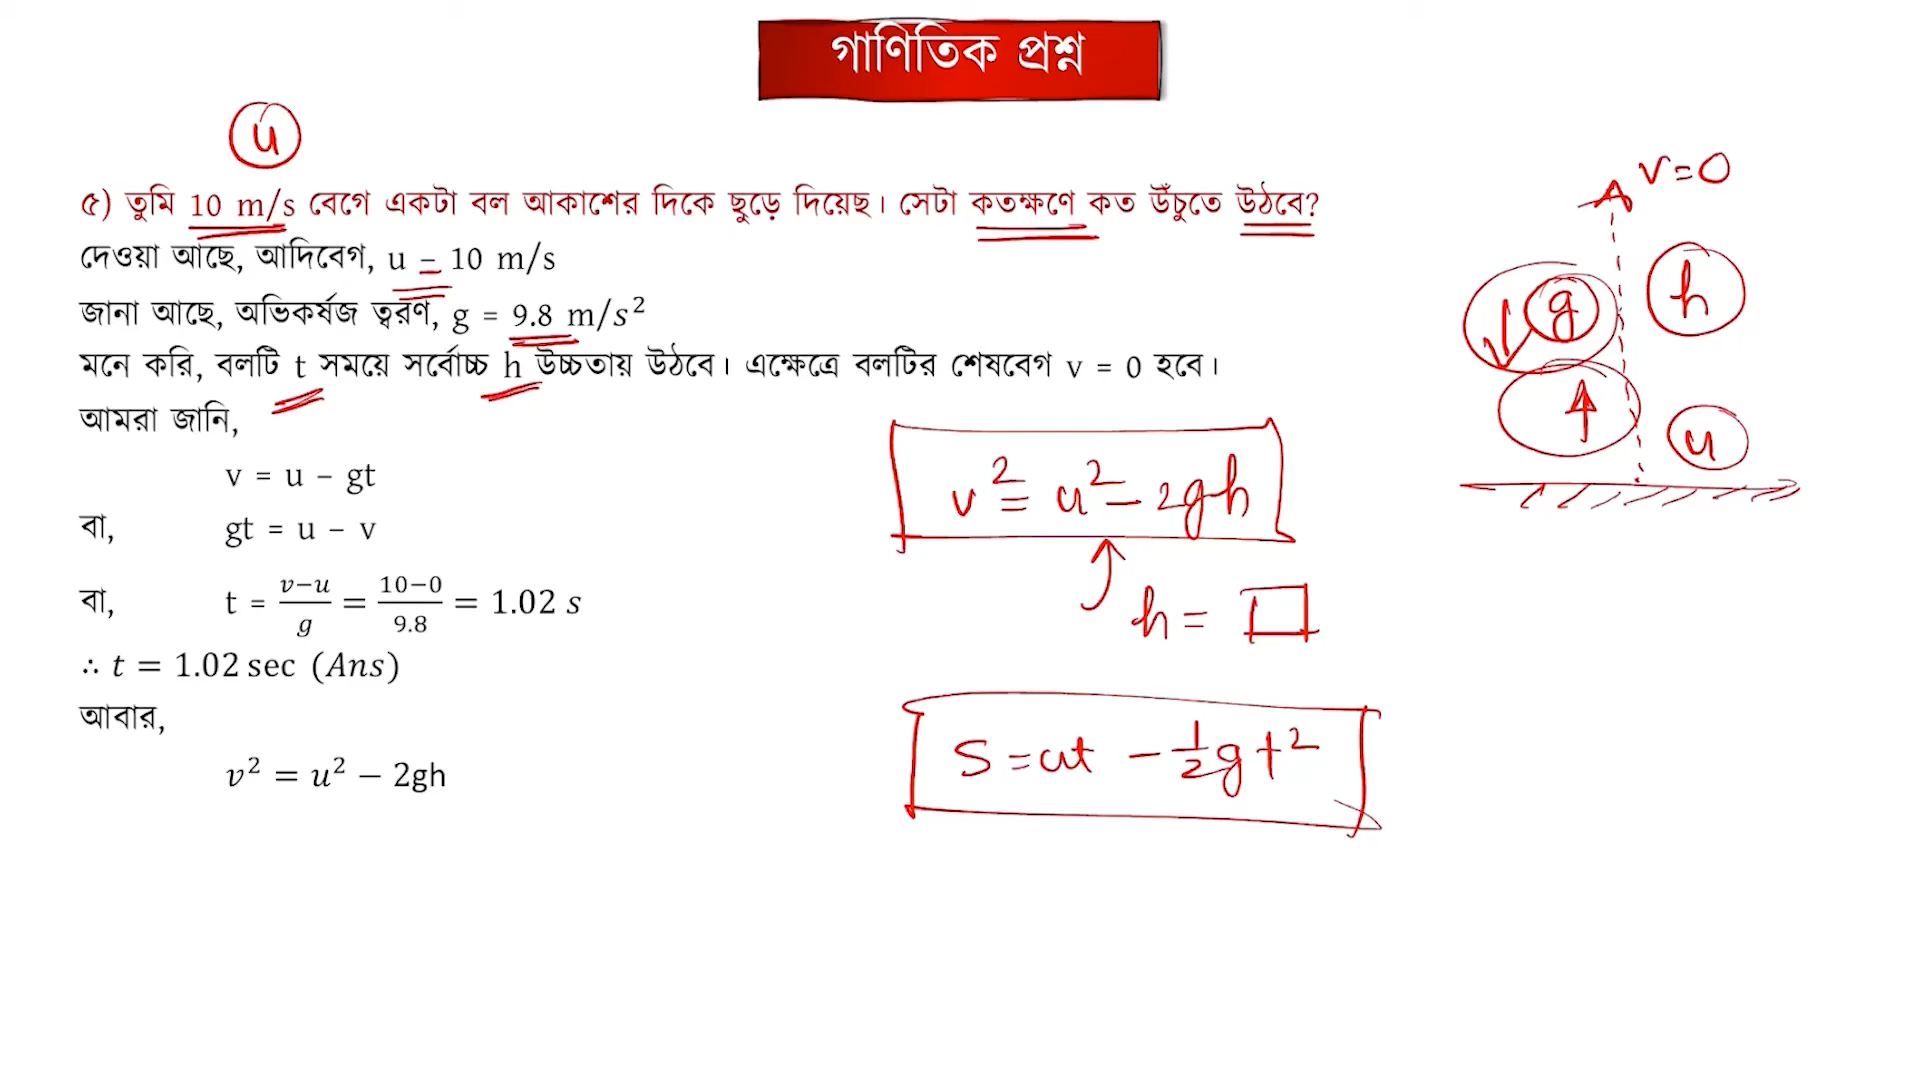 গাণিতিক প্রশ্ন
u
৫) তুমি 10 m/s বেগে একটা বল আকাশের দিকে ছুড়ে দিয়েছ। সেটা কতক্ষণে কত উঁচুতে উঠবে?
দেওয়া আছে, আদিবেগ, u – 10 m/s
জানা আছে, অভিকর্ষজ ত্বরণ, g = 9.8 m/s²
মনে করি, বলটি t সময়ে সর্বোচ্চ h উচ্চতায় উঠবে। এক্ষেত্রে বলটির শেষবেগ v = 0 হবে।
আমরা জানি,
v = u – gt
বা, gt = u – v
বা, t = (v−u)/g = (10−0)/9.8 = 1.02 s
∴ t = 1.02 sec (Ans)
আবার,
v² = u² − 2gh
v² = u² − 2gh
h =
S = ut − ½gt²
v=0
g
h
u